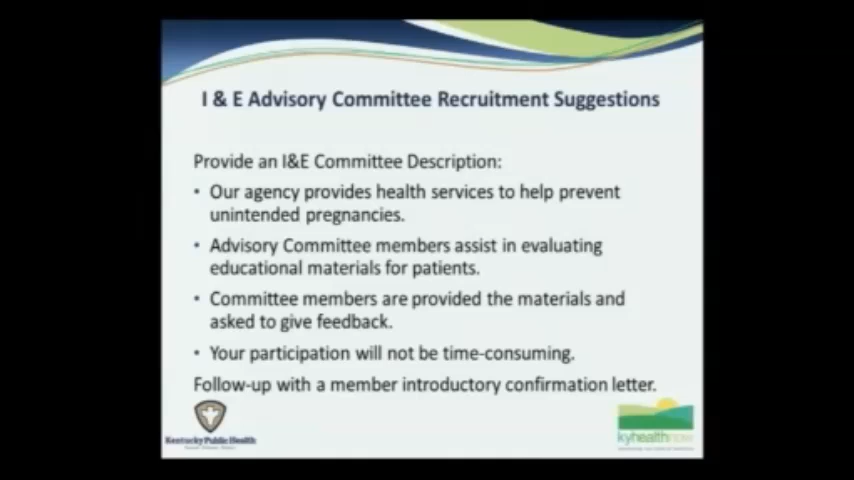 I & E Advisory Committee Recruitment Suggestions
Provide an I&E Committee Description:
• Our agency provides health services to help prevent
unintended pregnancies.
• Advisory Committee members assist in evaluating
educational materials for patients.
• Committee members are provided the materials and
asked to give feedback.
• Your participation will not be time-consuming.
Follow-up with a member introductory confirmation letter.
Kentucky Public Health
kyhealthnow